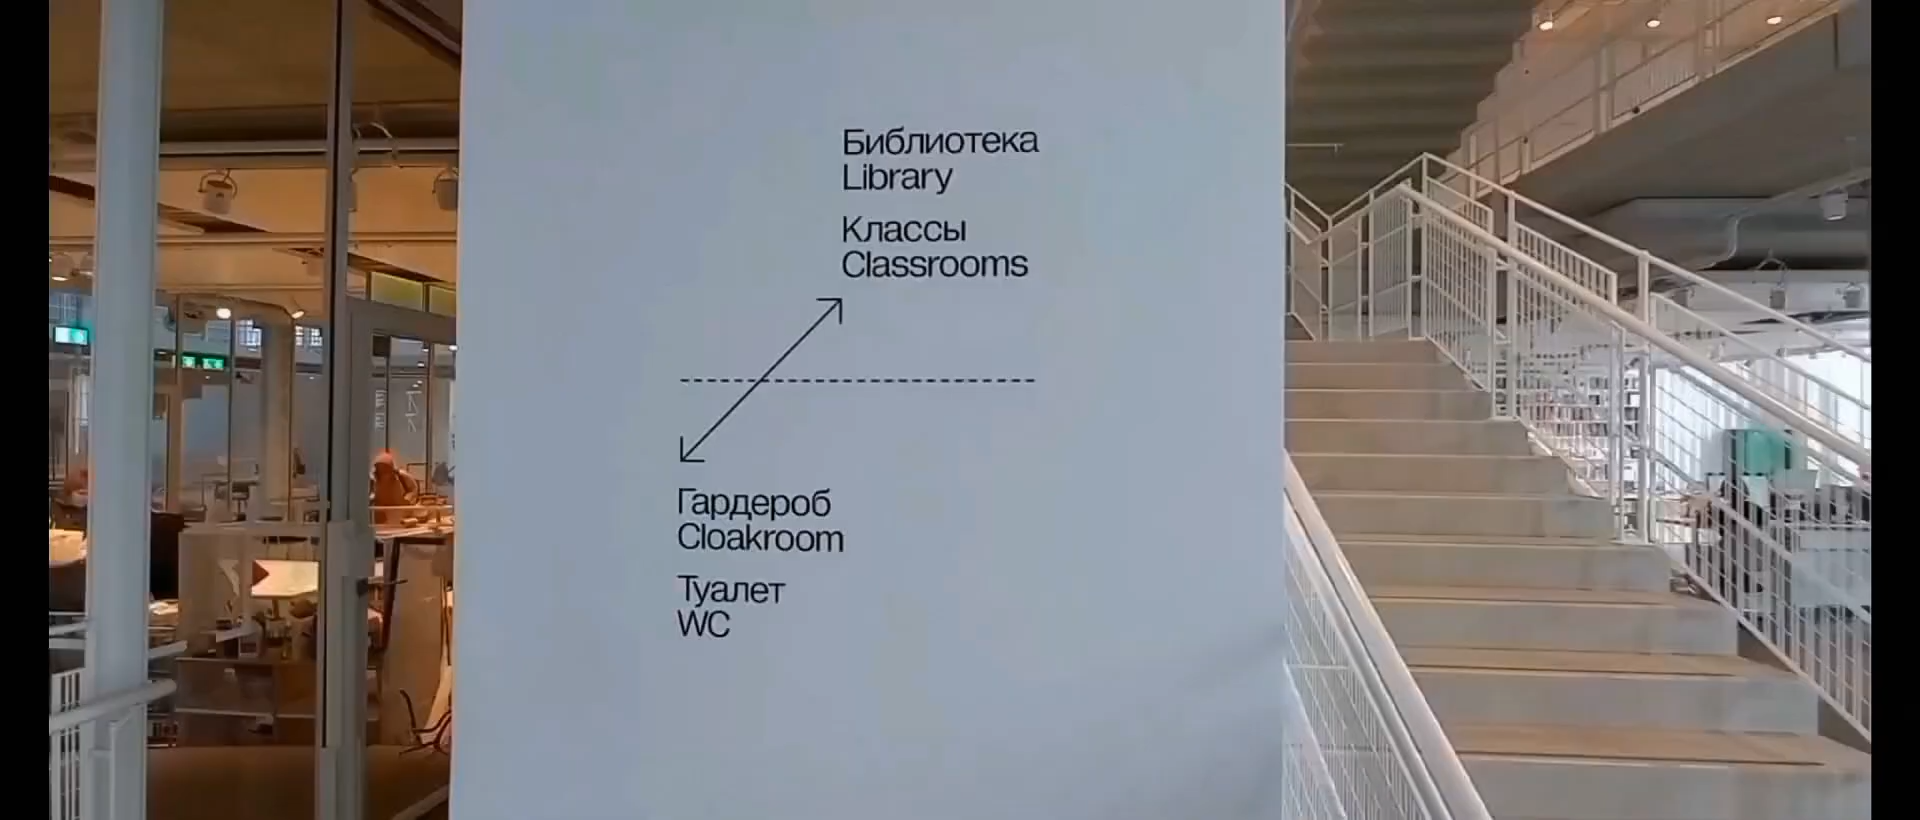 Библиотека
Library
Классы
Classrooms
Гардероб
Cloakroom
Туалет
WC